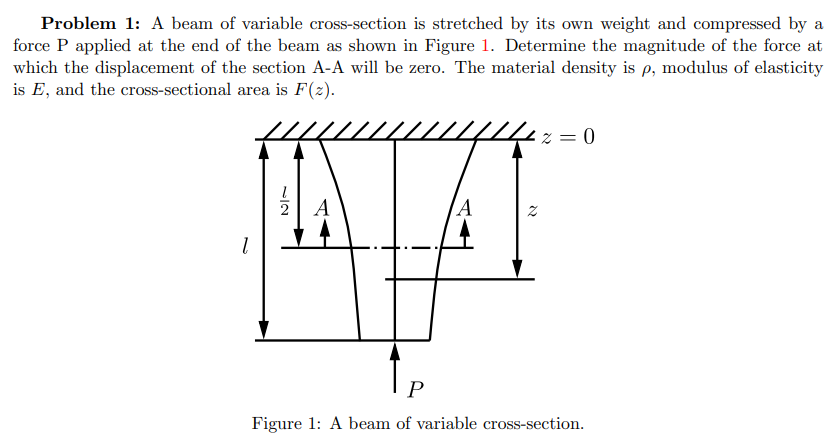 Problem 1: A beam of variable cross-section is stretched by its own weight and compressed by a
force P applied at the end of the beam as shown in Figure 1. Determine the magnitude of the force at
which the displacement of the section A-A will be zero. The material density is ρ, modulus of elasticity
is E, and the cross-sectional area is F(z).
z = 0
l/2
A
A
z
l
P
Figure 1: A beam of variable cross-section.